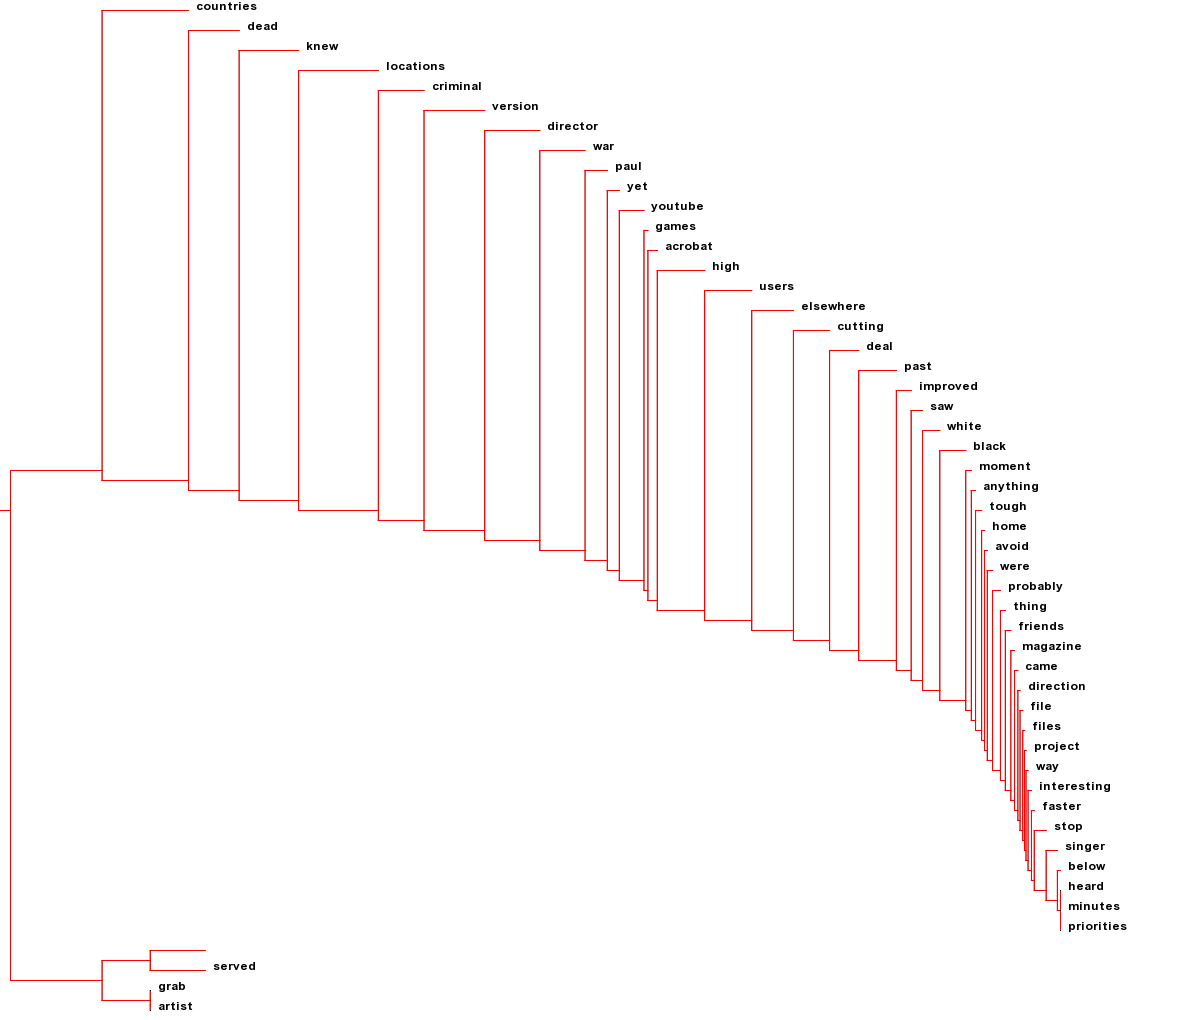 countries
dead
knew
locations
criminal
version
director
war
paul
yet
youtube
games
acrobat
high
users
elsewhere
cutting
deal
past
improved
saw
white
black
moment
anything
tough
home
avoid
were
probably
thing
friends
magazine
came
direction
file
files
project
way
interesting
faster
stop
singer
below
heard
minutes
priorities
served
grab
artist